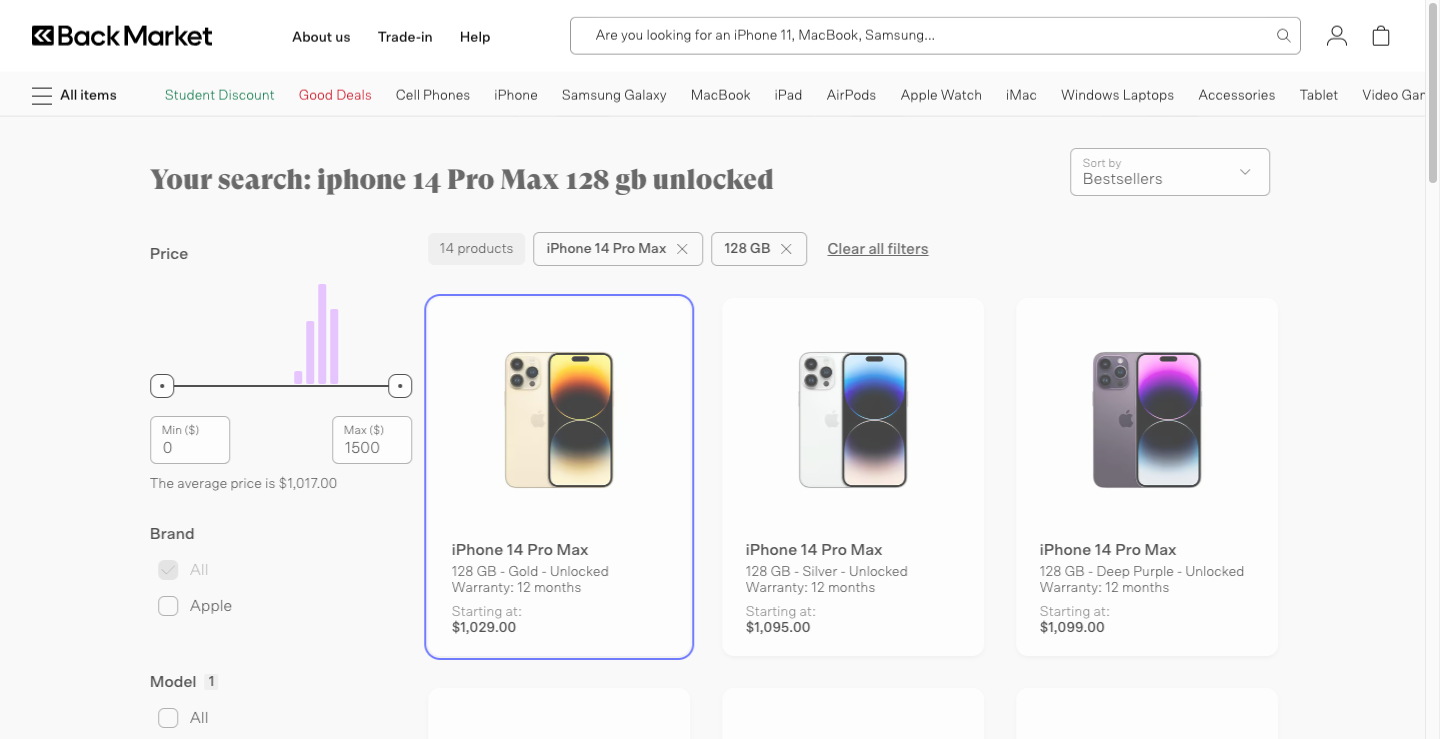 Back Market
About us
Trade-in
Help
Are you looking for an iPhone 11, MacBook, Samsung...
All items
Student Discount
Good Deals
Cell Phones
iPhone
Samsung Galaxy
MacBook
iPad
AirPods
Apple Watch
iMac
Windows Laptops
Accessories
Tablet
Video Gar
Your search: iphone 14 Pro Max 128 gb unlocked
Sort by
Bestsellers
Price
14 products
iPhone 14 Pro Max
128 GB
Clear all filters
Min ($)
0
Max ($)
1500
The average price is $1,017.00
Brand
All
Apple
Model 1
All
iPhone 14 Pro Max
128 GB - Gold - Unlocked
Warranty: 12 months
Starting at:
$1,029.00
iPhone 14 Pro Max
128 GB - Silver - Unlocked
Warranty: 12 months
Starting at:
$1,095.00
iPhone 14 Pro Max
128 GB - Deep Purple - Unlocked
Warranty: 12 months
Starting at:
$1,099.00